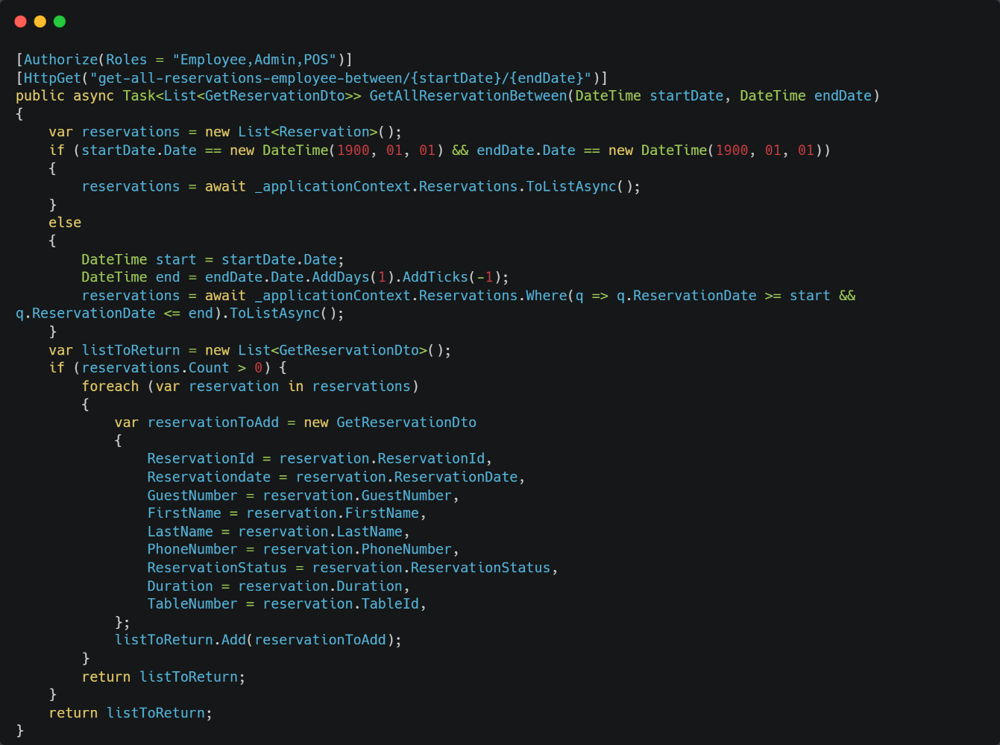 [Authorize(Roles = "Employee,Admin,POS")]
[HttpGet("get-all-reservations-employee-between/{startDate}/{endDate}")]
public async Task<List<GetReservationDto>> GetAllReservationBetween(DateTime startDate, DateTime endDate)
{
    var reservations = new List<Reservation>();
    if (startDate.Date == new DateTime(1900, 01, 01) && endDate.Date == new DateTime(1900, 01, 01))
    {
        reservations = await _applicationContext.Reservations.ToListAsync();
    }
    else
    {
        DateTime start = startDate.Date;
        DateTime end = endDate.Date.AddDays(1).AddTicks(-1);
        reservations = await _applicationContext.Reservations.Where(q => q.ReservationDate >= start &&
q.ReservationDate <= end).ToListAsync();
    }
    var listToReturn = new List<GetReservationDto>();
    if (reservations.Count > 0) {
        foreach (var reservation in reservations)
        {
            var reservationToAdd = new GetReservationDto
            {
                ReservationId = reservation.ReservationId,
                Reservationdate = reservation.ReservationDate,
                GuestNumber = reservation.GuestNumber,
                FirstName = reservation.FirstName,
                LastName = reservation.LastName,
                PhoneNumber = reservation.PhoneNumber,
                ReservationStatus = reservation.ReservationStatus,
                Duration = reservation.Duration,
                TableNumber = reservation.TableId,
            };
            listToReturn.Add(reservationToAdd);
        }
        return listToReturn;
    }
    return listToReturn;
}